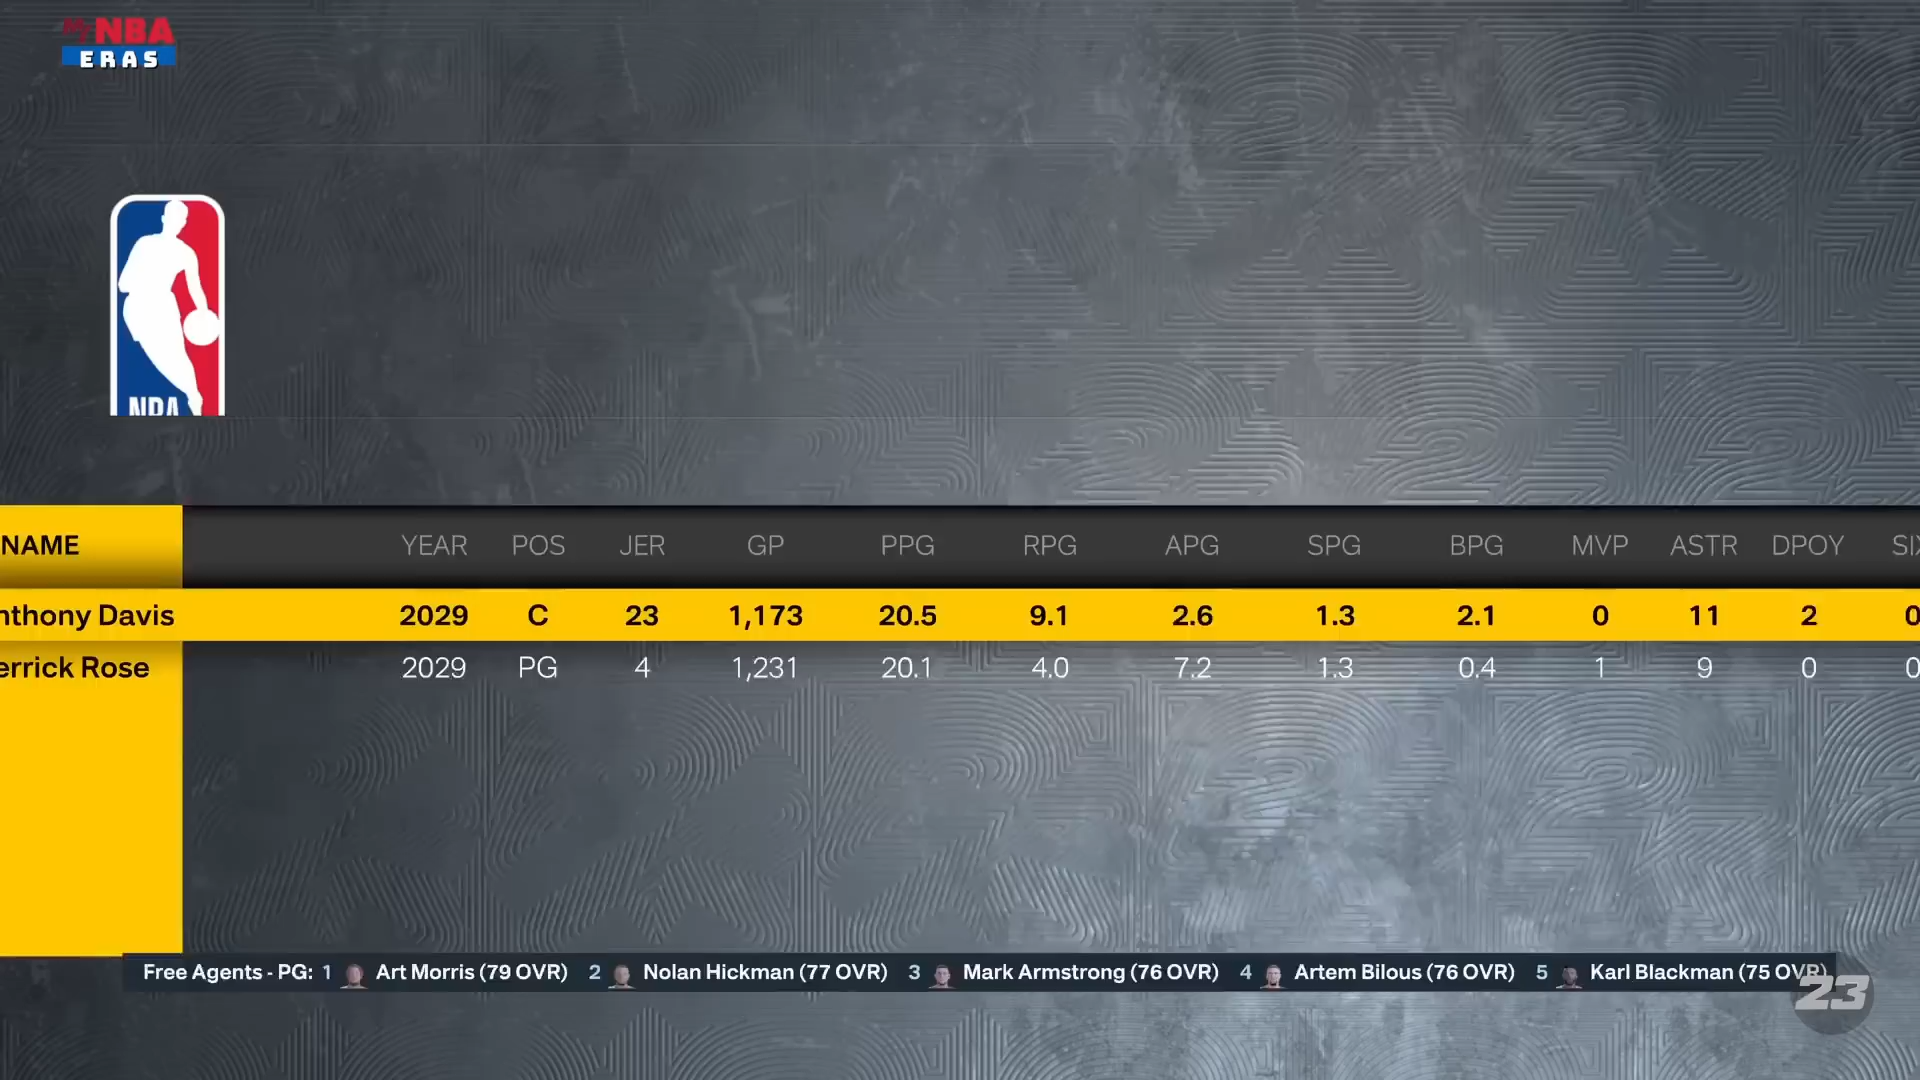 My NBA
ERAS
NBA
NAME YEAR POS JER GP PPG RPG APG SPG BPG MVP ASTR DPOY SIX
nthony Davis 2029 C 23 1,173 20.5 9.1 2.6 1.3 2.1 0 11 2 0
errick Rose 2029 PG 4 1,231 20.1 4.0 7.2 1.3 0.4 1 9 0 0
Free Agents - PG: 1 Art Morris (79 OVR) 2 Nolan Hickman (77 OVR) 3 Mark Armstrong (76 OVR) 4 Artem Bilous (76 OVR) 5 Karl Blackman (75 OVR)
23